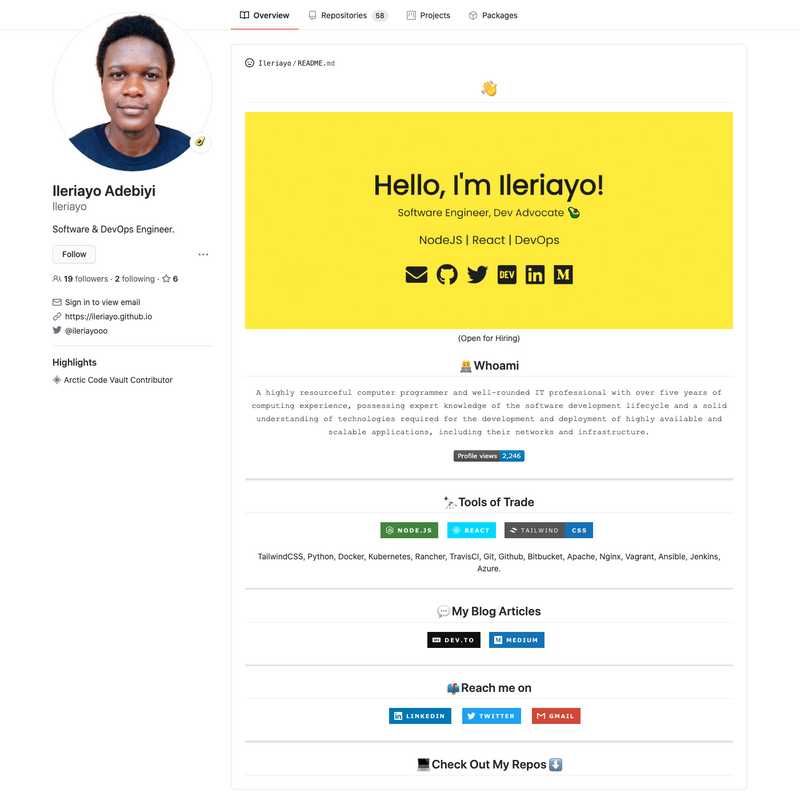 Overview
Repositories 58
Projects
Packages
Ileriayo Adebiyi
Ileriayo
Software & DevOps Engineer.
Follow
19 followers · 2 following · 6
Sign in to view email
https://ileriayo.github.io
@ileriayooo
Highlights
Arctic Code Vault Contributor
Ileriayo/README.md
Hello, I'm Ileriayo!
Software Engineer, Dev Advocate
NodeJS | React | DevOps
DEV
in
M
(Open for Hiring)
Whoami
A highly resourceful computer programmer and well-rounded IT professional with over five years of
computing experience, possessing expert knowledge of the software development lifecycle and a solid
understanding of technologies required for the development and deployment of highly available and
scalable applications, including their networks and infrastructure.
Profile views 2,246
Tools of Trade
NODE.JS
REACT
TAILWIND CSS
TailwindCSS, Python, Docker, Kubernetes, Rancher, TravisCI, Git, Github, Bitbucket, Apache, Nginx, Vagrant, Ansible, Jenkins,
Azure.
My Blog Articles
DEV.TO
MEDIUM
Reach me on
LINKEDIN
TWITTER
GMAIL
Check Out My Repos